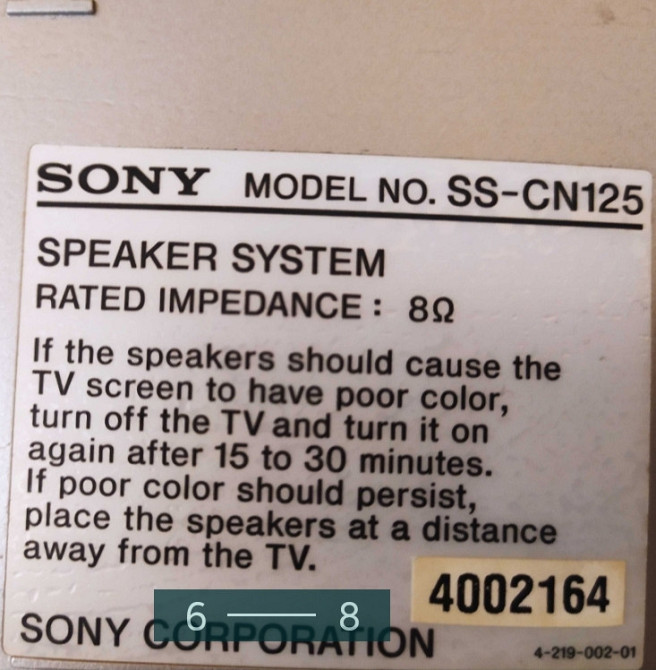 SONY MODEL NO. SS-CN125
SPEAKER SYSTEM
RATED IMPEDANCE : 8Ω
If the speakers should cause the
TV screen to have poor color,
turn off the TV and turn it on
again after 15 to 30 minutes.
If poor color should persist,
place the speakers at a distance
away from the TV.
4002164
6 — 8
SONY CORPORATION
4-219-002-01